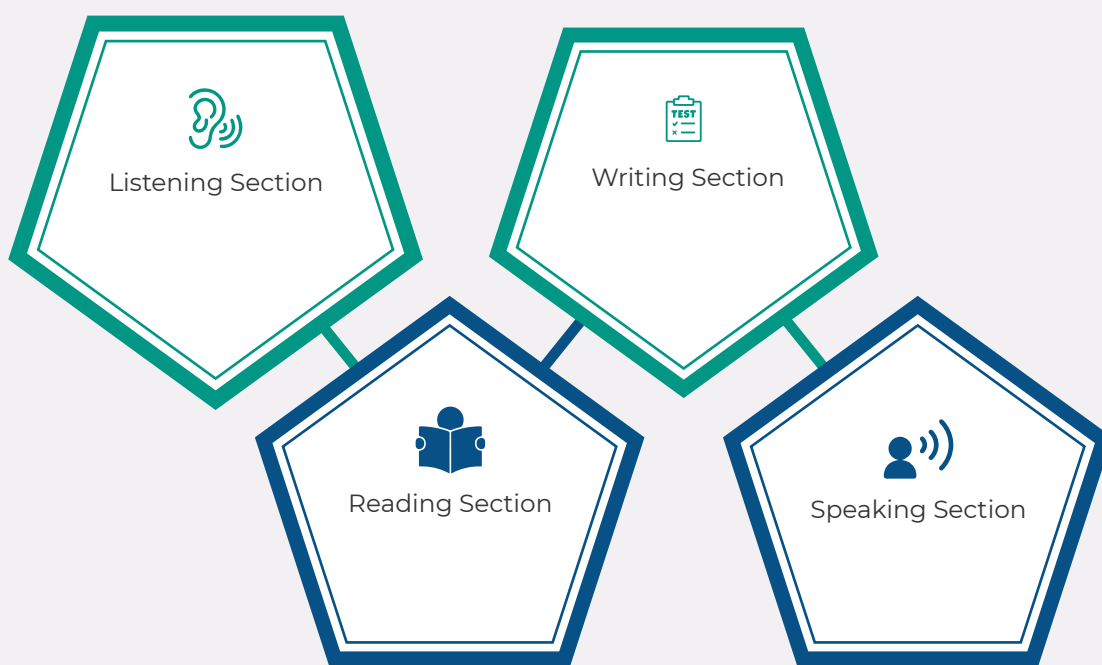 Listening Section
TEST
Writing Section
Reading Section
Speaking Section